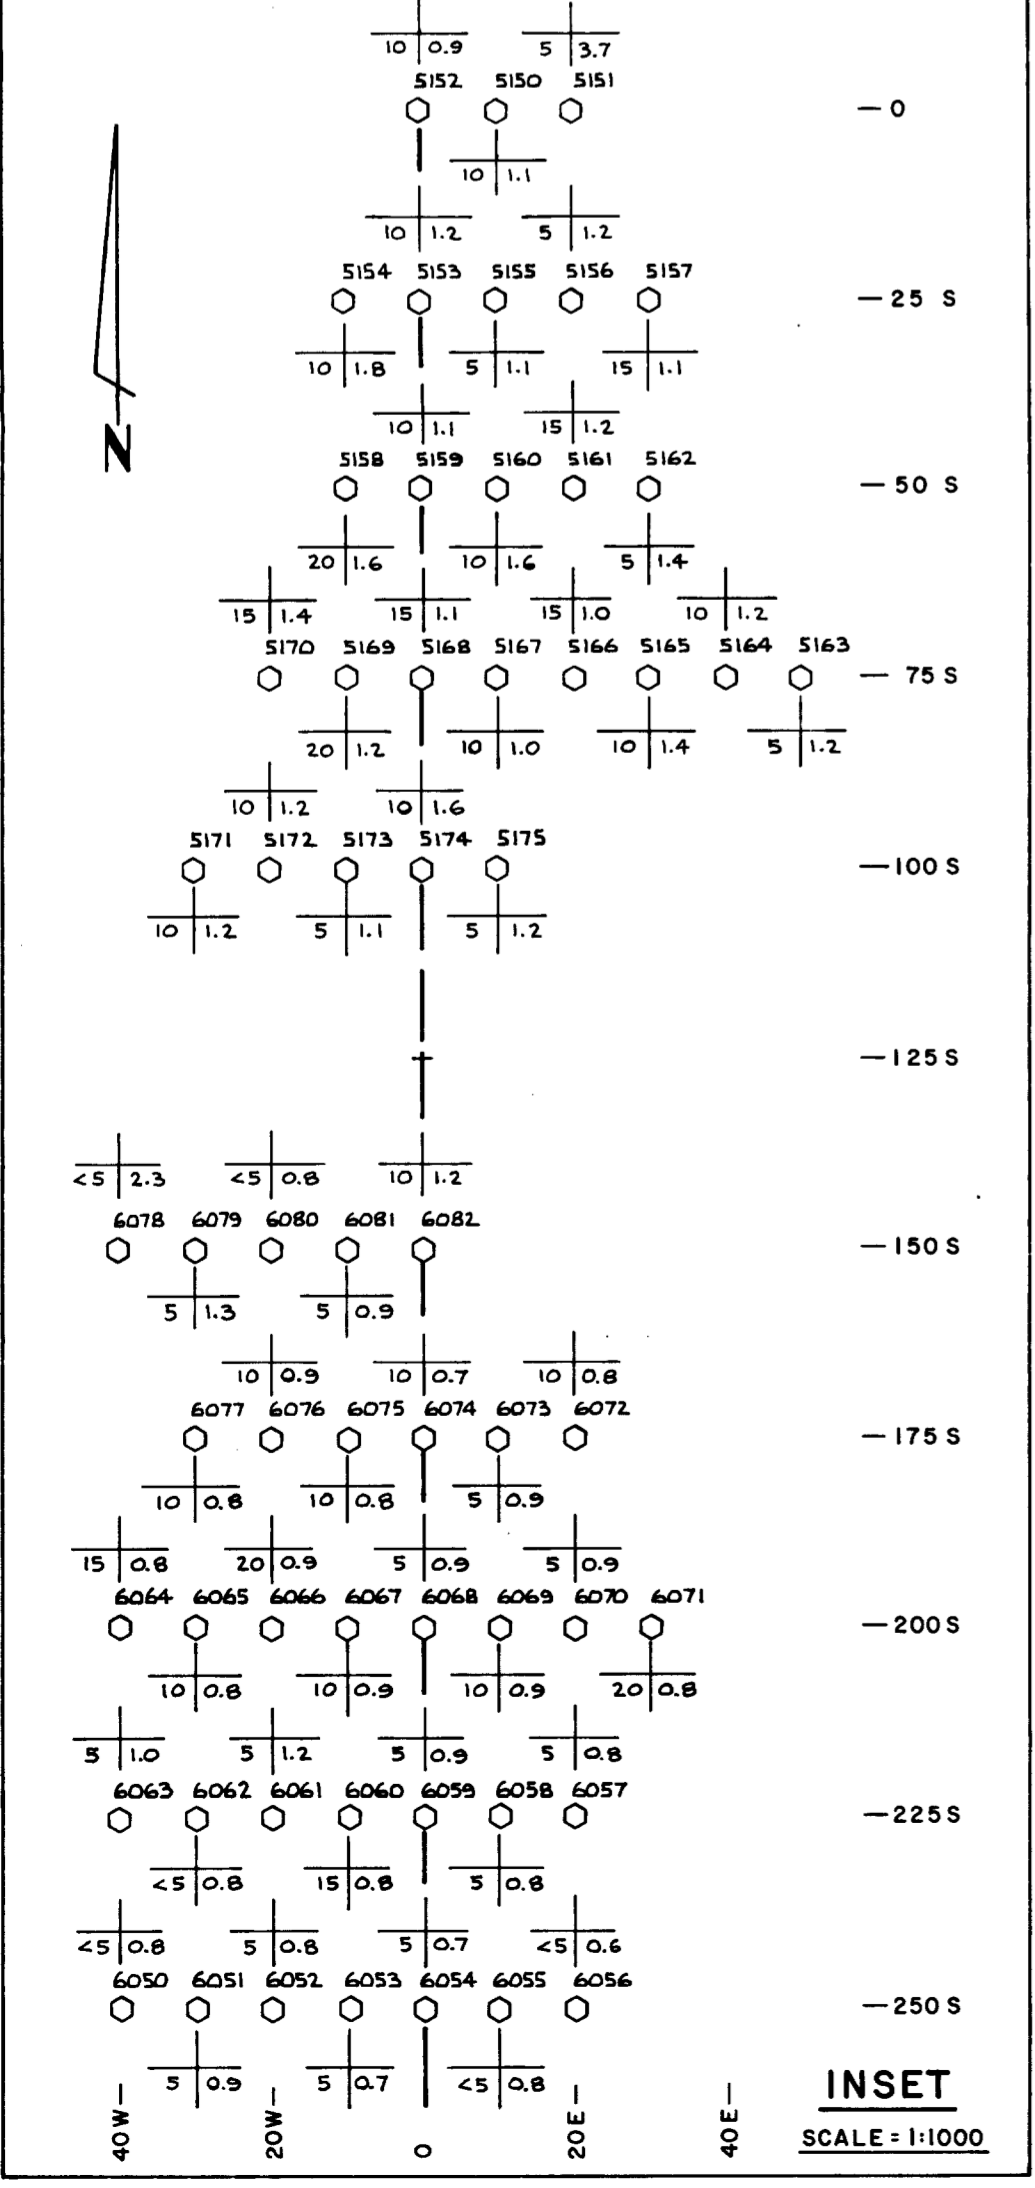 10 0.9 5 3.7
5152 5150 5151
— 0
10 1.1
10 1.2 5 1.2
5154 5153 5155 5156 5157
— 25 S
10 1.8 5 1.1 15 1.1
10 1.1 15 1.2
N
5158 5159 5160 5161 5162
— 50 S
20 1.6 10 1.6 5 1.4
15 1.4 15 1.1 15 1.0 10 1.2
5170 5169 5168 5167 5166 5165 5164 5163
— 75 S
20 1.2 10 1.0 10 1.4 5 1.2
10 1.2 10 1.6
5171 5172 5173 5174 5175
— 100 S
10 1.2 5 1.1 5 1.2
— 125 S
<5 2.3 <5 0.8 10 1.2
6078 6079 6080 6081 6082
— 150 S
5 1.3 5 0.9
10 0.9 10 0.7 10 0.8
6077 6076 6075 6074 6073 6072
— 175 S
10 0.8 10 0.8 5 0.9
15 0.8 20 0.9 5 0.9 5 0.9
6064 6065 6066 6067 6068 6069 6070 6071
— 200 S
10 0.8 10 0.9 10 0.9 20 0.8
5 1.0 5 1.2 5 0.9 5 0.8
6063 6062 6061 6060 6059 6058 6057
— 225 S
<5 0.8 15 0.8 5 0.8
<5 0.8 5 0.8 5 0.7 <5 0.6
6050 6051 6052 6053 6054 6055 6056
— 250 S
5 0.9 5 0.7 <5 0.8
40W — 20W — 0 20E — 40E —
INSET
SCALE = 1:1000